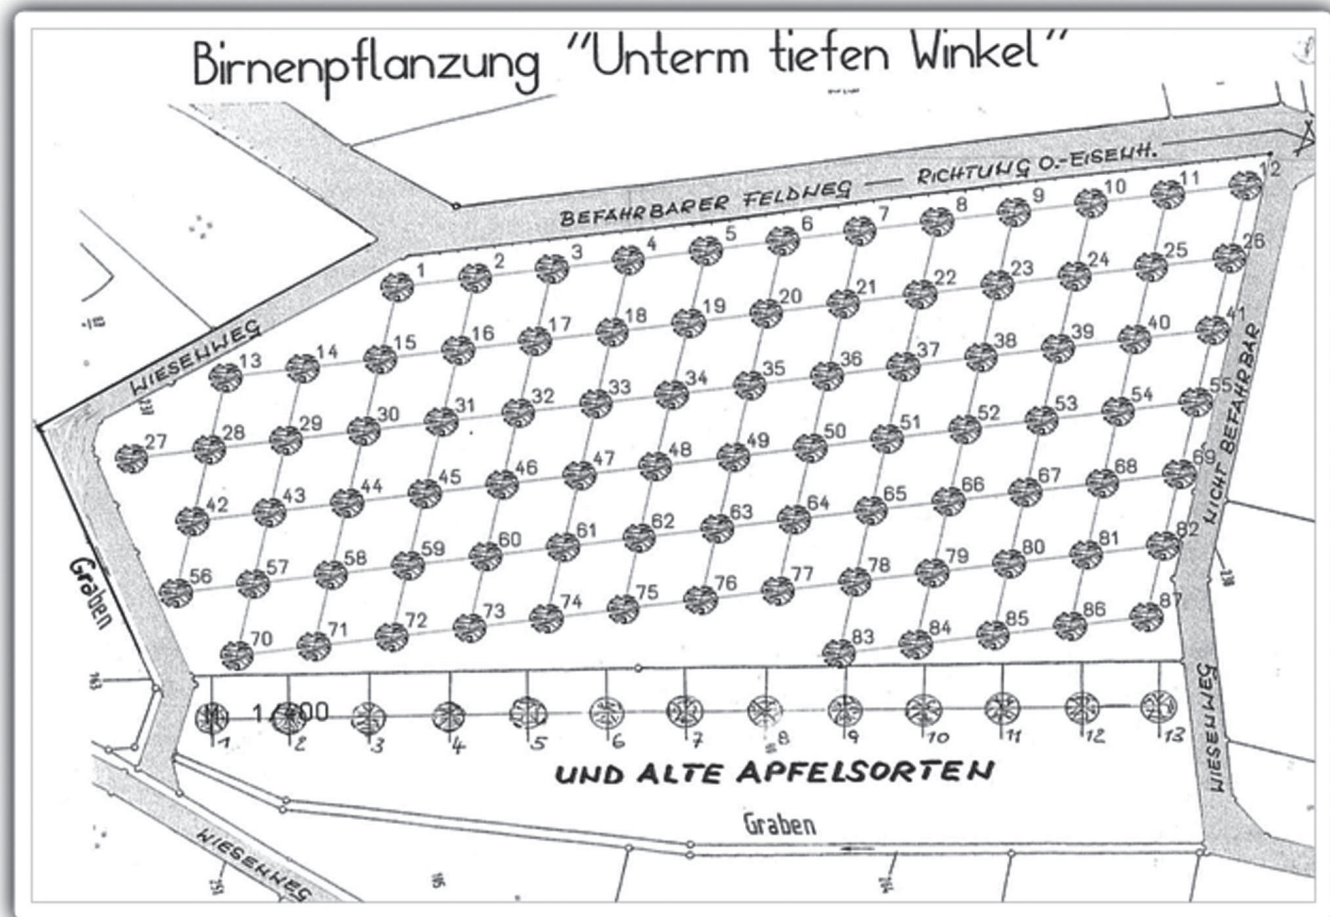 Birnenpflanzung "Unterm tiefen Winkel"
BEFAHRBARER FELDWEG — RICHTUNG O.-EISENH.
1 2 3 4 5 6 7 8 9 10 11 12
WIESENWEG
13 14 15 16 17 18 19 20 21 22 23 24 25 26
237
27 28 29 30 31 32 33 34 35 36 37 38 39 40 41
NICHT BEFAHRBAR
42 43 44 45 46 47 48 49 50 51 52 53 54 55
Graben
56 57 58 59 60 61 62 63 64 65 66 67 68 69
70 71 72 73 74 75 76 77 78 79 80 81 82
83 84 85 86 87
163
WIESENWEG
1 2 3 4 5 6 7 8 9 10 11 12 13
UND ALTE APFELSORTEN
Graben
WIESENWEG
251